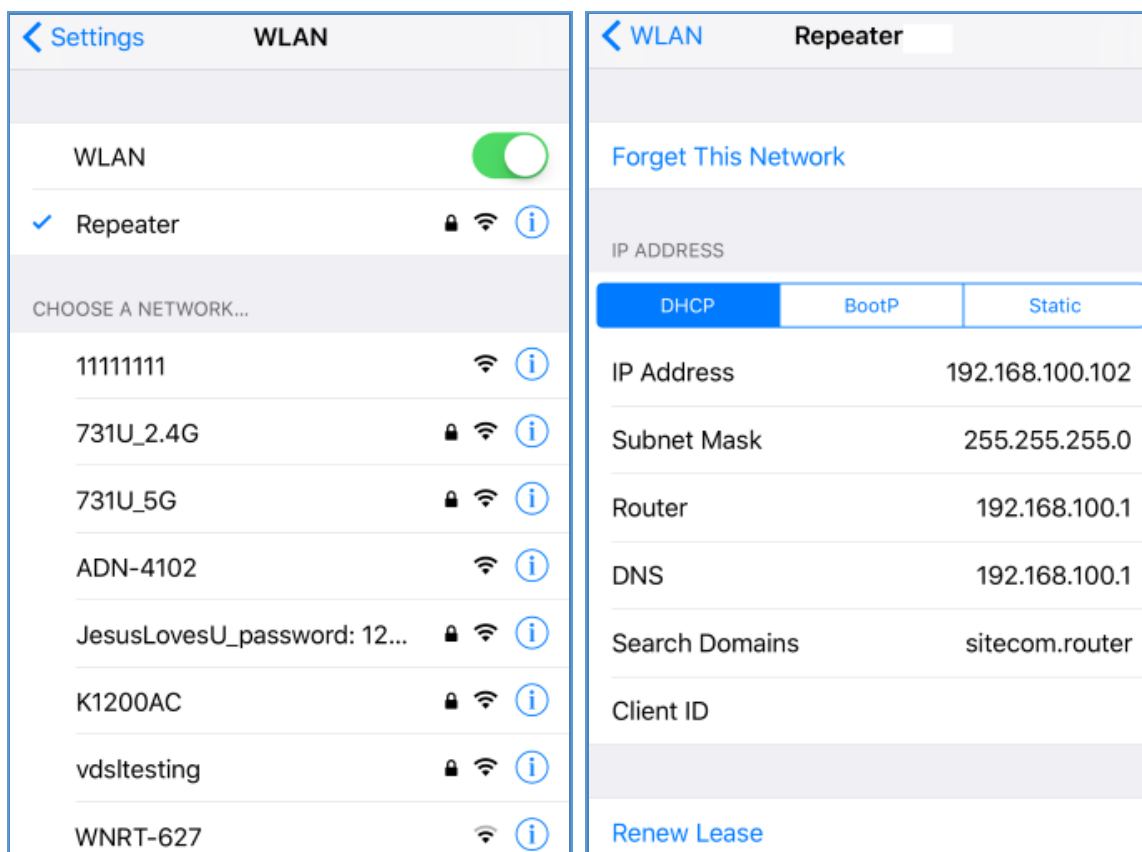 Settings WLAN
WLAN
Repeater
CHOOSE A NETWORK...
11111111
731U_2.4G
731U_5G
ADN-4102
JesusLovesU_password: 12...
K1200AC
vdsltesting
WNRT-627
WLAN Repeater
Forget This Network
IP ADDRESS
DHCP BootP Static
IP Address 192.168.100.102
Subnet Mask 255.255.255.0
Router 192.168.100.1
DNS 192.168.100.1
Search Domains sitecom.router
Client ID
Renew Lease